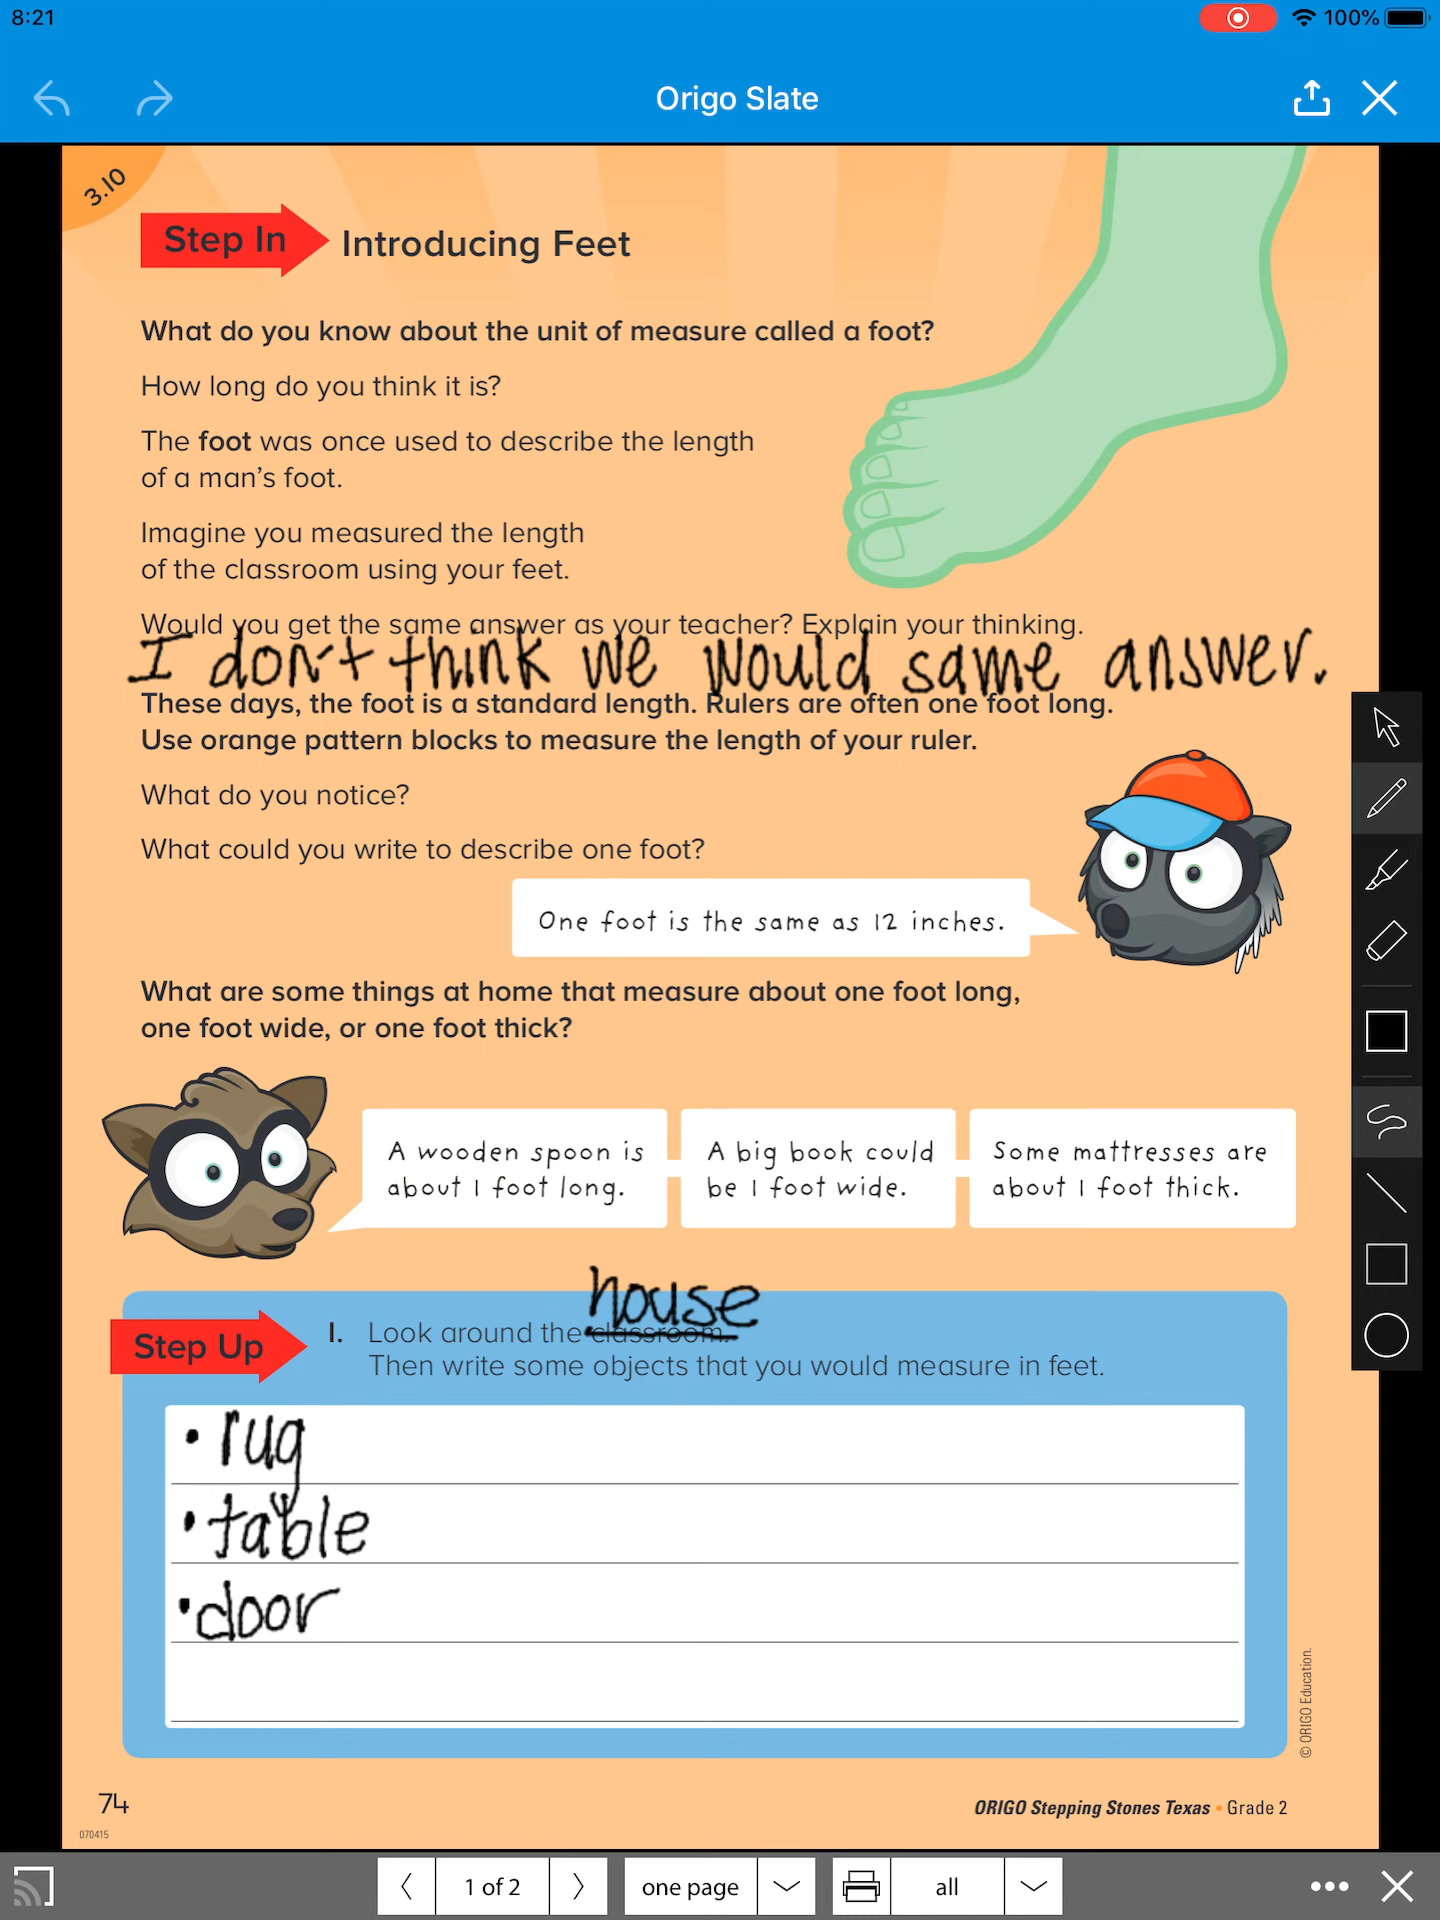 8:21
100%
Origo Slate
3.10
Step In
Introducing Feet
What do you know about the unit of measure called a foot?
How long do you think it is?
The foot was once used to describe the length
of a man's foot.
Imagine you measured the length
of the classroom using your feet.
Would you get the same answer as your teacher? Explain your thinking.
I don't think we would same answer.
These days, the foot is a standard length. Rulers are often one foot long.
Use orange pattern blocks to measure the length of your ruler.
What do you notice?
What could you write to describe one foot?
One foot is the same as 12 inches.
What are some things at home that measure about one foot long,
one foot wide, or one foot thick?
A wooden spoon is
about 1 foot long.
A big book could
be 1 foot wide.
Some mattresses are
about 1 foot thick.
house
Step Up
1. Look around the classroom.
Then write some objects that you would measure in feet.
• rug
• table
• door
© ORIGO Education.
74
ORIGO Stepping Stones Texas • Grade 2
070415
1 of 2
one page
all